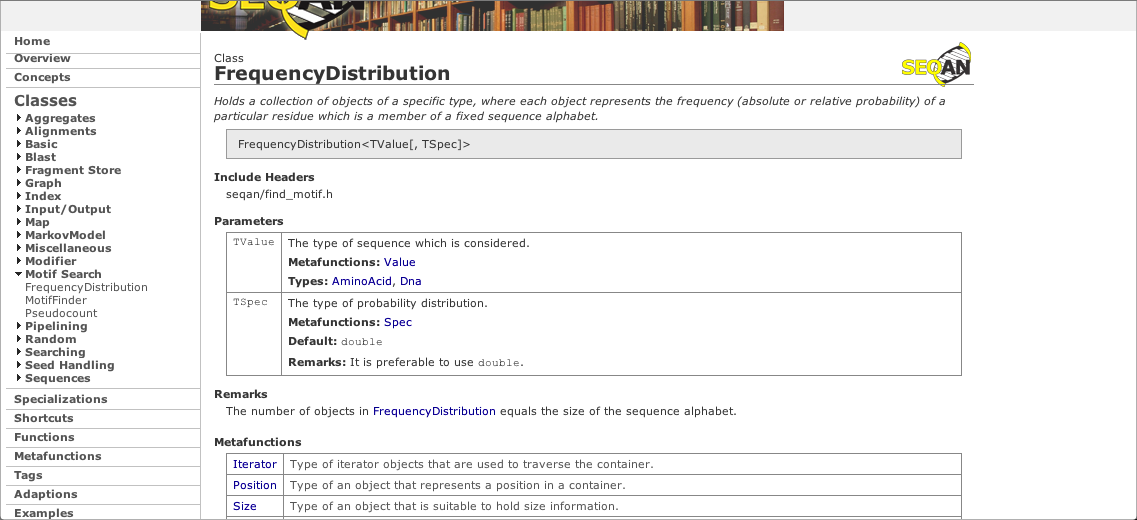 SEQAN
Home
Overview
Concepts
Classes
Aggregates
Alignments
Basic
Blast
Fragment Store
Graph
Index
Input/Output
Map
MarkovModel
Miscellaneous
Modifier
Motif Search
FrequencyDistribution
MotifFinder
Pseudocount
Pipelining
Random
Searching
Seed Handling
Sequences
Specializations
Shortcuts
Functions
Metafunctions
Tags
Adaptions
Examples
Class
FrequencyDistribution
SEQAN
Holds a collection of objects of a specific type, where each object represents the frequency (absolute or relative probability) of a
particular residue which is a member of a fixed sequence alphabet.
FrequencyDistribution<TValue[, TSpec]>
Include Headers
seqan/find_motif.h
Parameters
TValue The type of sequence which is considered.
Metafunctions: Value
Types: AminoAcid, Dna
TSpec The type of probability distribution.
Metafunctions: Spec
Default: double
Remarks: It is preferable to use double.
Remarks
The number of objects in FrequencyDistribution equals the size of the sequence alphabet.
Metafunctions
Iterator Type of iterator objects that are used to traverse the container.
Position Type of an object that represents a position in a container.
Size Type of an object that is suitable to hold size information.